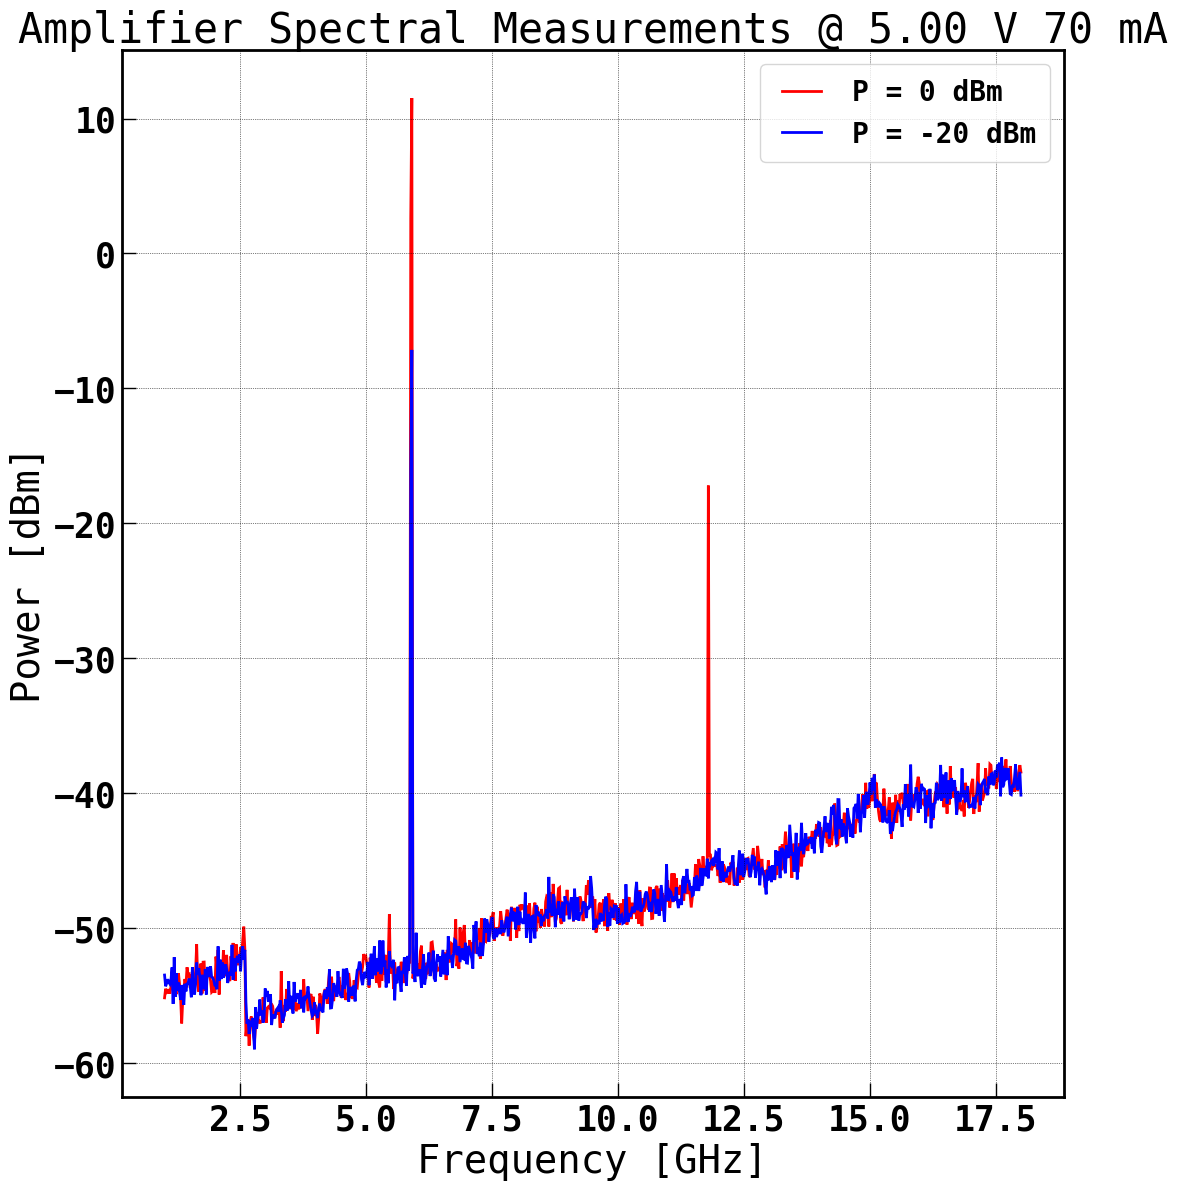 Amplifier Spectral Measurements @ 5.00 V 70 mA
P = 0 dBm
P = -20 dBm
10
0
−10
−20
−30
−40
−50
−60
Power [dBm]
2.5 5.0 7.5 10.0 12.5 15.0 17.5
Frequency [GHz]